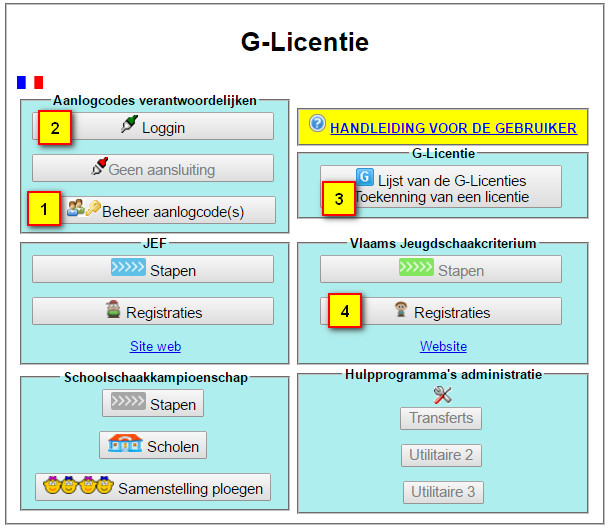 G-Licentie
Aanlogcodes verantwoordelijken
2
Loggin
Geen aansluiting
1
Beheer aanlogcode(s)
HANDLEIDING VOOR DE GEBRUIKER
G-Licentie
G
Lijst van de G-Licenties
3
Toekenning van een licentie
JEF
Stapen
Registraties
Site web
Vlaams Jeugdschaakcriterium
Stapen
4
Registraties
Website
Schoolschaakkampioenschap
Stapen
Scholen
Samenstelling ploegen
Hulpprogramma's administratie
Transferts
Utilitaire 2
Utilitaire 3